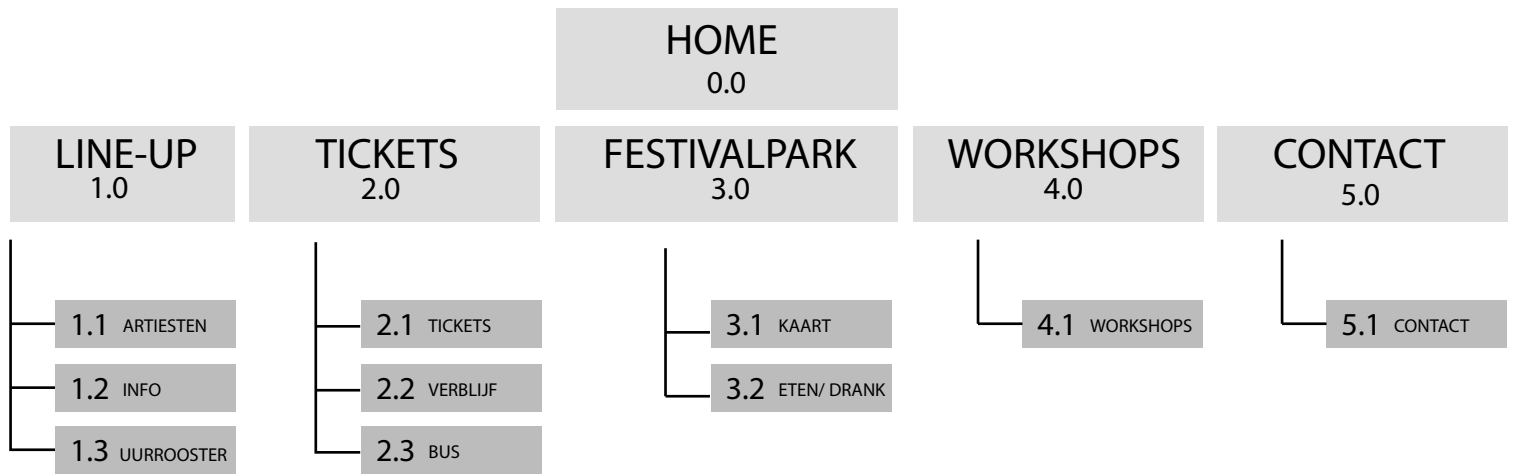 HOME
0.0
LINE-UP
1.0
TICKETS
2.0
FESTIVALPARK
3.0
WORKSHOPS
4.0
CONTACT
5.0
1.1 ARTIESTEN
1.2 INFO
1.3 UURROOSTER
2.1 TICKETS
2.2 VERBLIJF
2.3 BUS
3.1 KAART
3.2 ETEN/ DRANK
4.1 WORKSHOPS
5.1 CONTACT